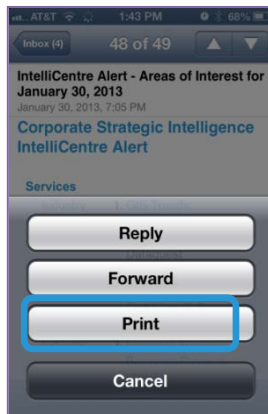 AT&T 1:43 PM 68%
Inbox (4) 48 of 49
IntelliCentre Alert - Areas of Interest for
January 30, 2013
January 30, 2013, 7:05 PM
Corporate Strategic Intelligence
IntelliCentre Alert
Services
Reply
Forward
Print
Cancel